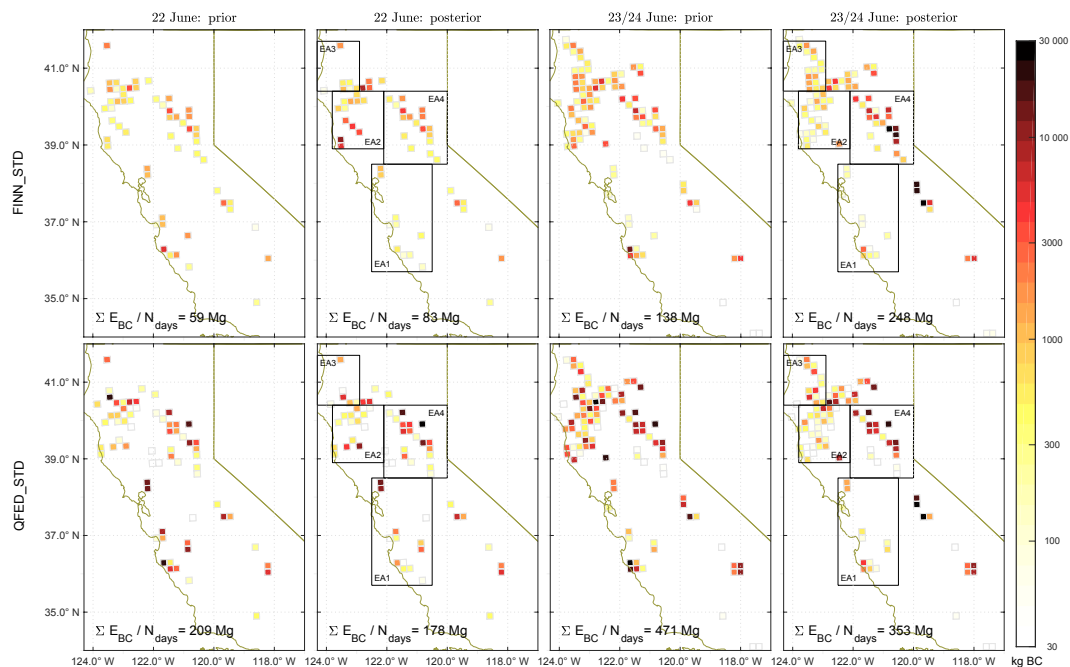 22 June: prior
22 June: posterior
23/24 June: prior
23/24 June: posterior
FINN_STD
41.0° N
39.0° N
37.0° N
35.0° N
Σ E_BC / N_days = 59 Mg
EA3
EA4
EA2
EA1
Σ E_BC / N_days = 83 Mg
Σ E_BC / N_days = 138 Mg
EA3
EA4
EA2
EA1
Σ E_BC / N_days = 248 Mg
QFED_STD
41.0° N
39.0° N
37.0° N
35.0° N
Σ E_BC / N_days = 209 Mg
EA3
EA4
EA2
EA1
Σ E_BC / N_days = 178 Mg
Σ E_BC / N_days = 471 Mg
EA3
EA4
EA2
EA1
Σ E_BC / N_days = 353 Mg
124.0° W 122.0° W 120.0° W 118.0° W
124.0° W 122.0° W 120.0° W 118.0° W
124.0° W 122.0° W 120.0° W 118.0° W
124.0° W 122.0° W 120.0° W 118.0° W
30 000
10 000
3000
1000
300
100
30
kg BC